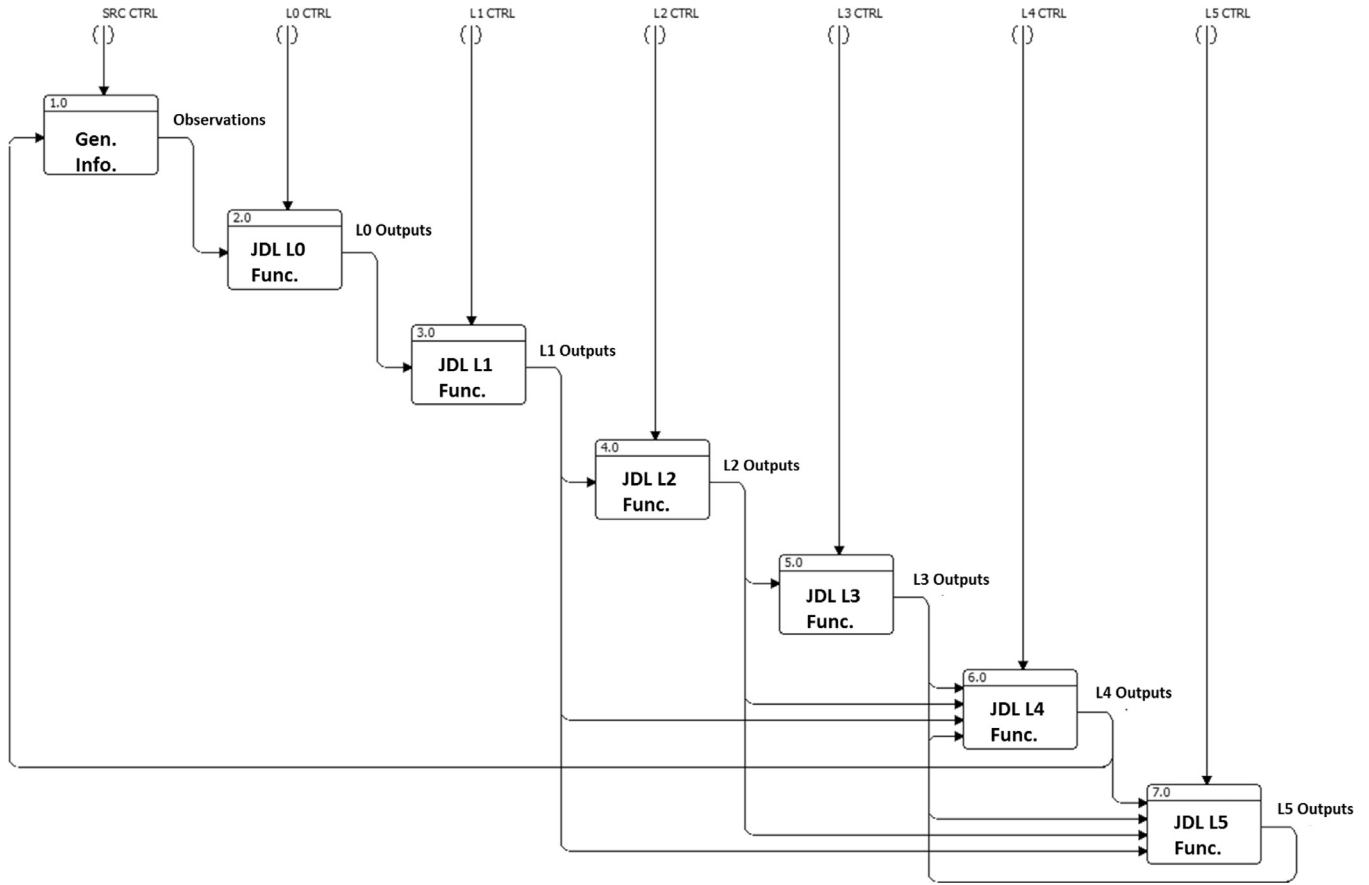 SRC CTRL
L0 CTRL
L1 CTRL
L2 CTRL
L3 CTRL
L4 CTRL
L5 CTRL
1.0
Gen.
Info.
Observations
2.0
JDL L0
Func.
L0 Outputs
3.0
JDL L1
Func.
L1 Outputs
4.0
JDL L2
Func.
L2 Outputs
5.0
JDL L3
Func.
L3 Outputs
6.0
JDL L4
Func.
L4 Outputs
7.0
JDL L5
Func.
L5 Outputs